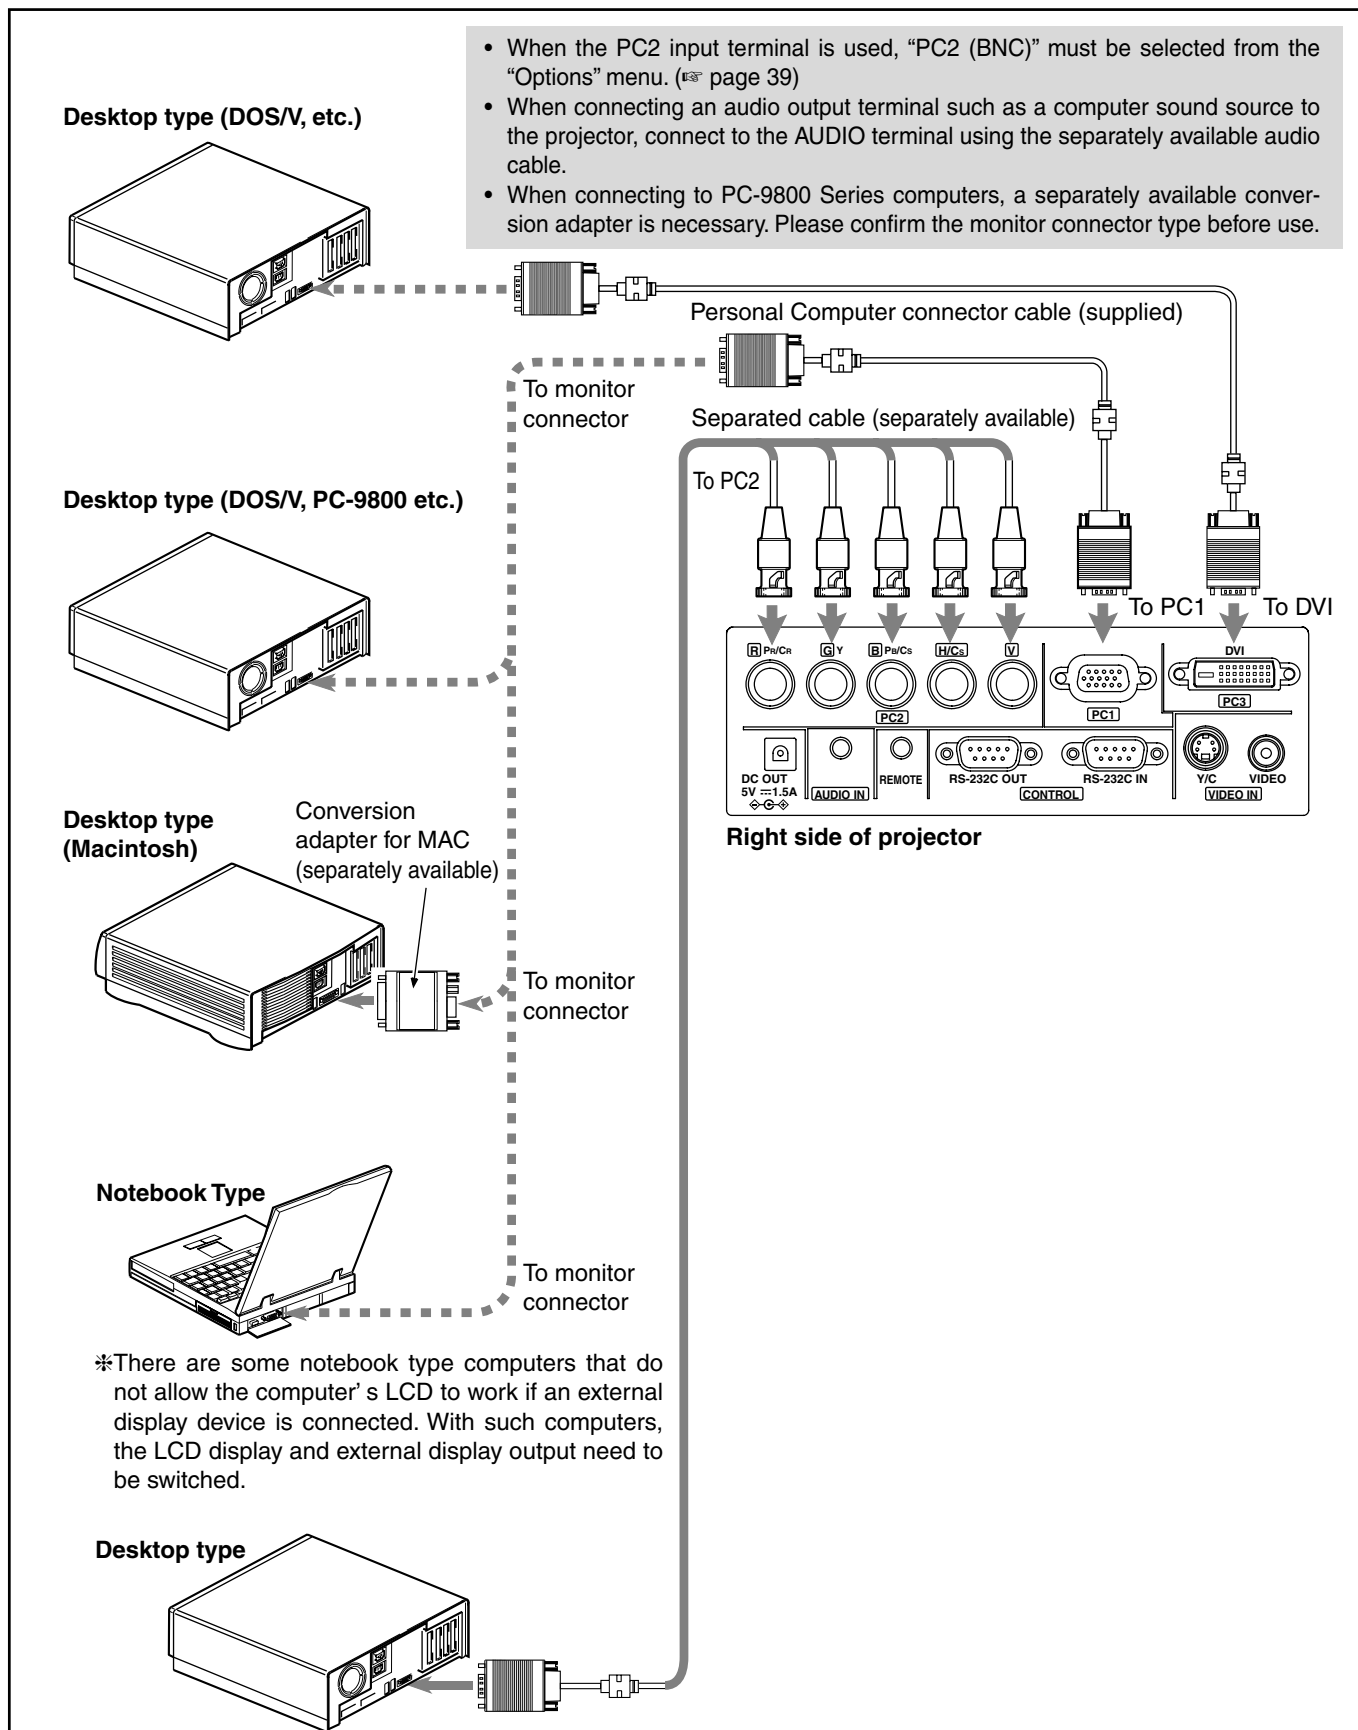 • When the PC2 input terminal is used, “PC2 (BNC)” must be selected from the
“Options” menu. (☞ page 39)
• When connecting an audio output terminal such as a computer sound source to
the projector, connect to the AUDIO terminal using the separately available audio
cable.
• When connecting to PC-9800 Series computers, a separately available conver-
sion adapter is necessary. Please confirm the monitor connector type before use.
Desktop type (DOS/V, etc.)
Personal Computer connector cable (supplied)
To monitor
connector
Separated cable (separately available)
To PC2
Desktop type (DOS/V, PC-9800 etc.)
To PC1
To DVI
R PR/CR
G Y
B PB/CS
H/CS
V
DVI
PC2
PC1
PC3
DC OUT
5V ⎓1.5A
AUDIO IN
REMOTE
RS-232C OUT
RS-232C IN
CONTROL
Y/C
VIDEO
VIDEO IN
Right side of projector
Desktop type
(Macintosh)
Conversion
adapter for MAC
(separately available)
To monitor
connector
Notebook Type
To monitor
connector
❈There are some notebook type computers that do
not allow the computer’ s LCD to work if an external
display device is connected. With such computers,
the LCD display and external display output need to
be switched.
Desktop type